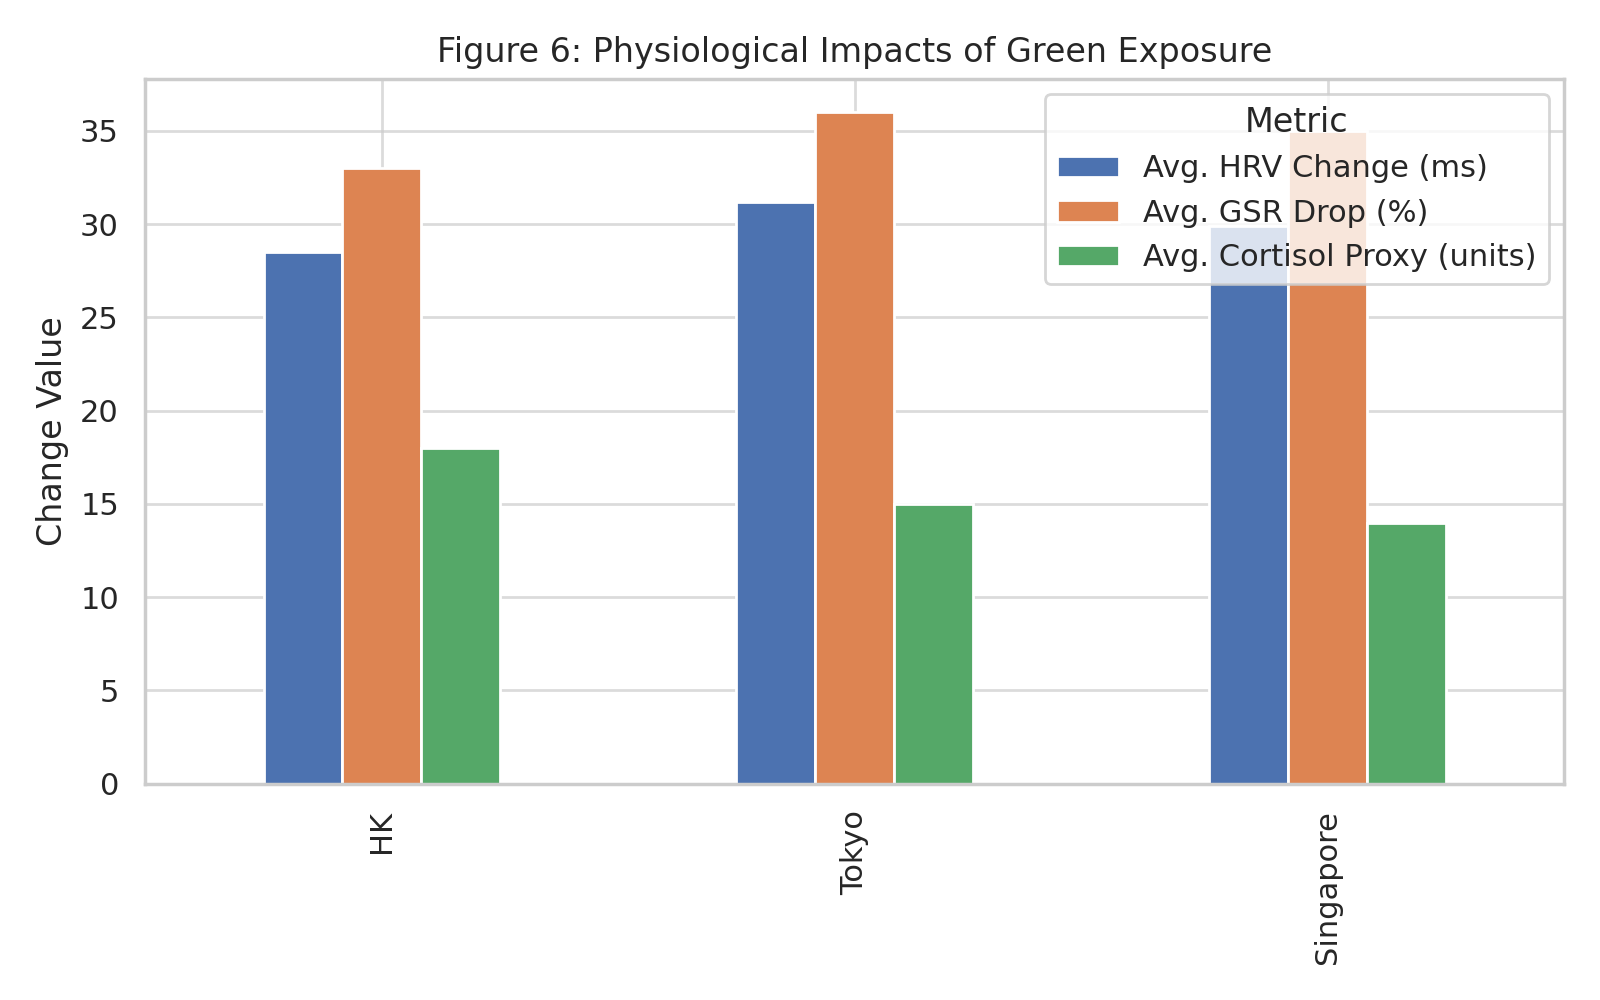 Figure 6: Physiological Impacts of Green Exposure
Metric
Avg. HRV Change (ms)
Avg. GSR Drop (%)
Avg. Cortisol Proxy (units)
Change Value
35
30
25
20
15
10
5
0
HK
Tokyo
Singapore